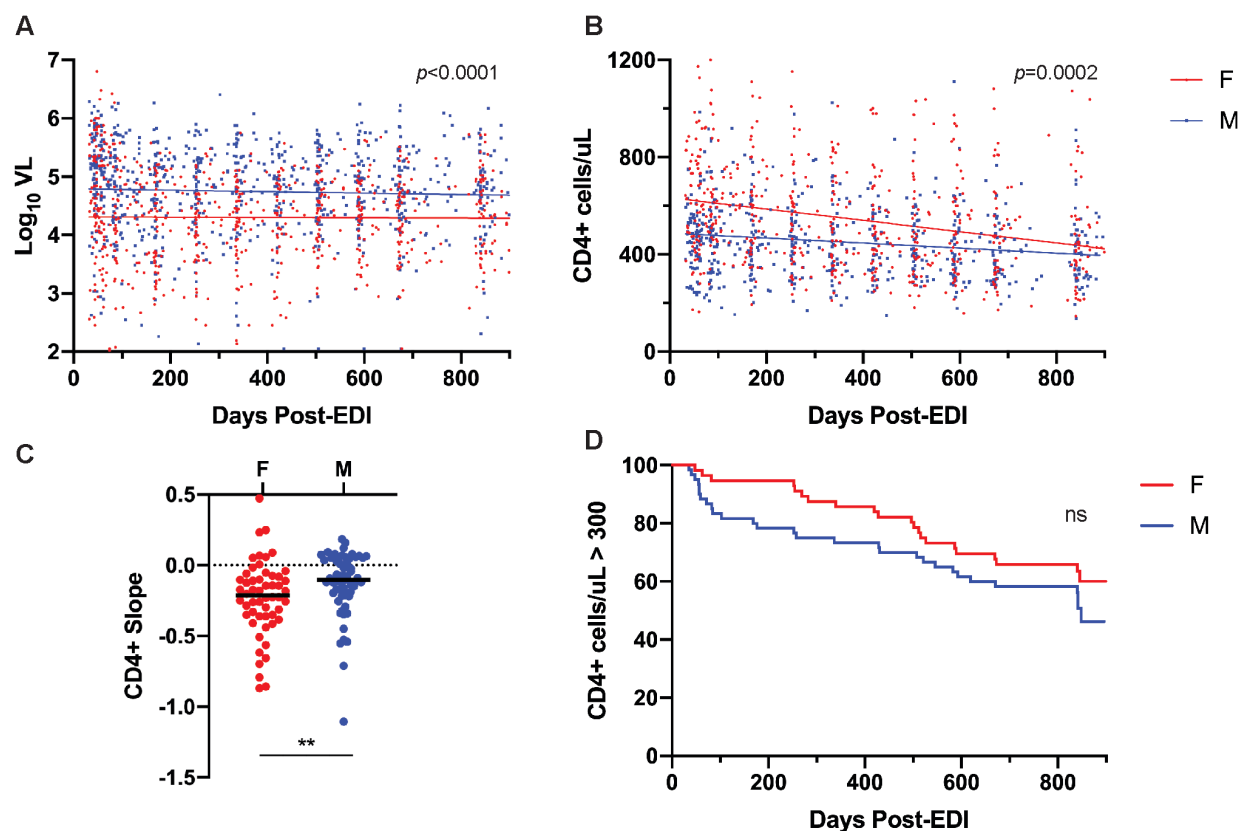 A
Log10 VL
7
6
5
4
3
2
p<0.0001
0 200 400 600 800
Days Post-EDI
B
CD4+ cells/uL
1200
800
400
0
p=0.0002
0 200 400 600 800
Days Post-EDI
F
M
C
F M
CD4+ Slope
0.5
0.0
-0.5
-1.0
-1.5
**
D
CD4+ cells/uL > 300
100
80
60
40
20
0
ns
0 200 400 600 800
Days Post-EDI
F
M